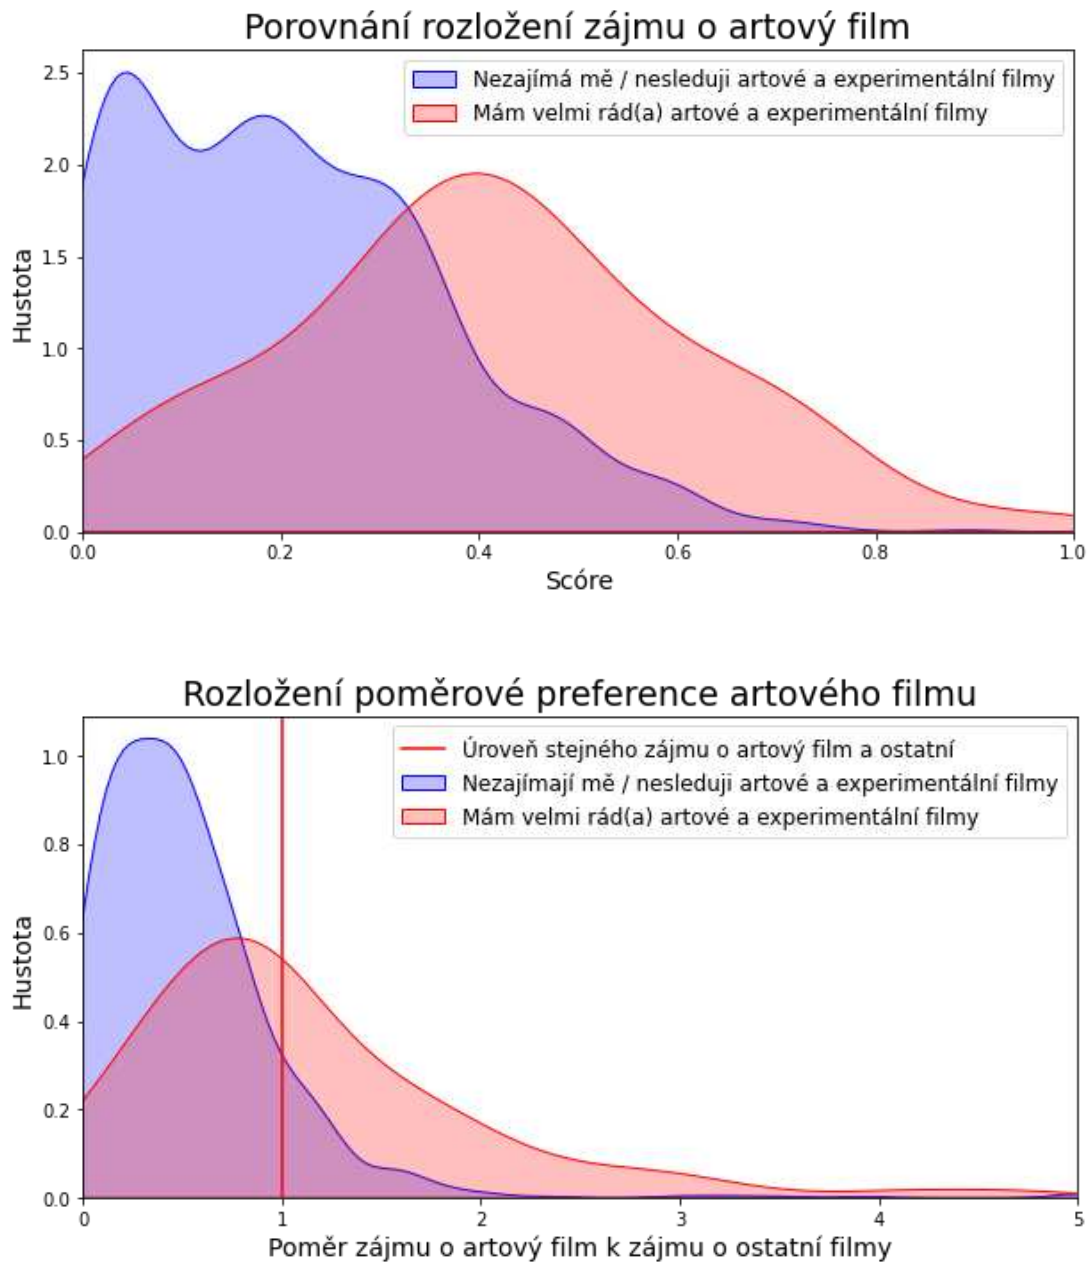 Porovnání rozložení zájmu o artový film
Nezajímá mě / nesleduji artové a experimentální filmy
Mám velmi rád(a) artové a experimentální filmy
Hustota
2.5
2.0
1.5
1.0
0.5
0.0
0.0 0.2 0.4 0.6 0.8 1.0
Scóre
Rozložení poměrové preference artového filmu
Úroveň stejného zájmu o artový film a ostatní
Nezajímají mě / nesleduji artové a experimentální filmy
Mám velmi rád(a) artové a experimentální filmy
Hustota
1.0
0.8
0.6
0.4
0.2
0.0
0 1 2 3 4 5
Poměr zájmu o artový film k zájmu o ostatní filmy